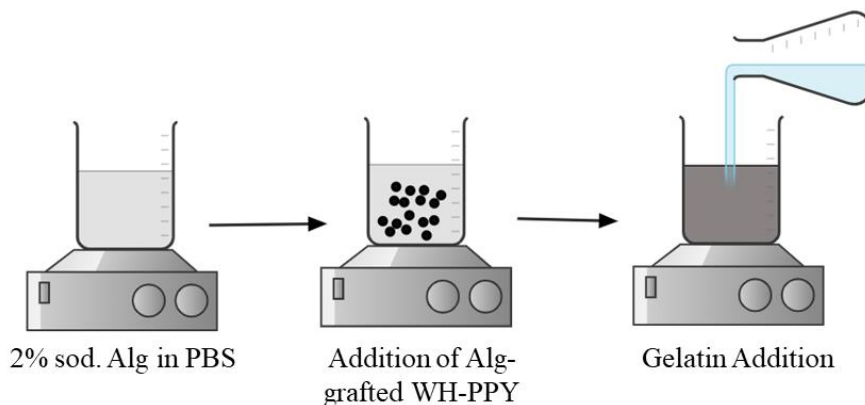 2% sod. Alg in PBS
Addition of Alg-
grafted WH-PPY
Gelatin Addition